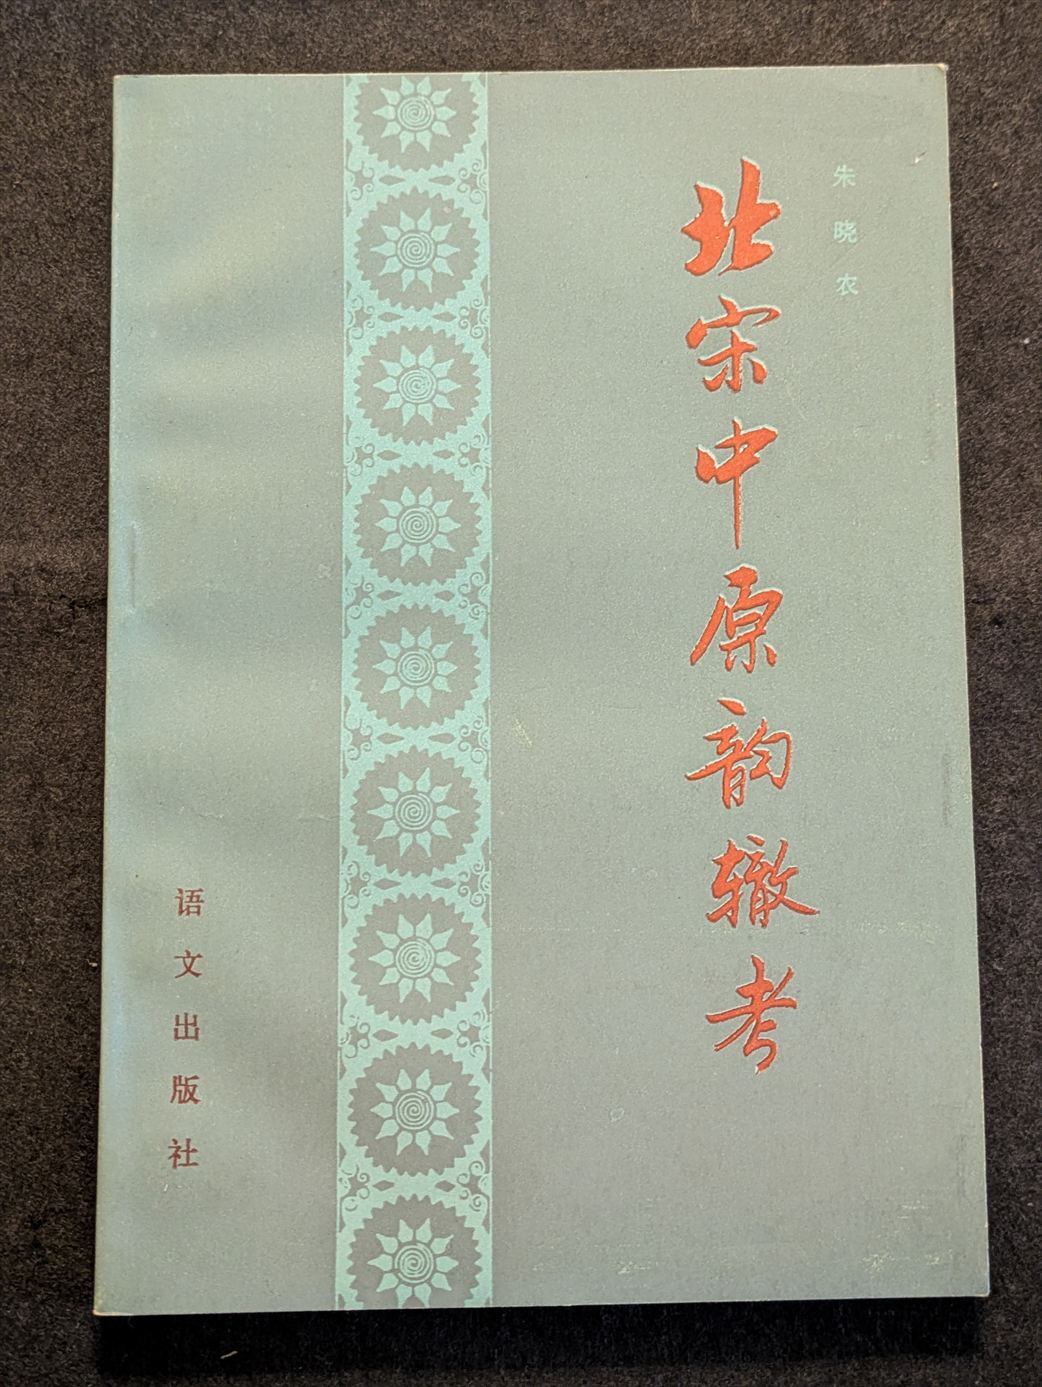 朱晓农
北宋中原韵辙考
语文出版社